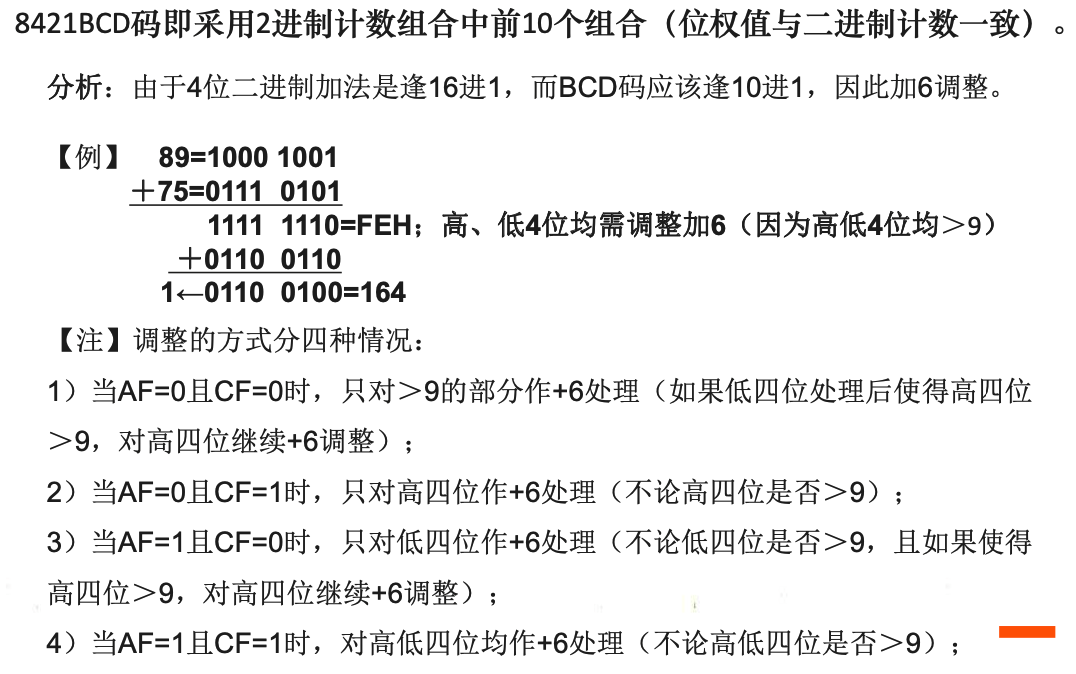 8421BCD码即采用2进制计数组合中前10个组合（位权值与二进制计数一致）。
分析：由于4位二进制加法是逢16进1，而BCD码应该逢10进1，因此加6调整。
【例】 89=1000 1001
＋75=0111 0101
1111 1110=FEH；高、低4位均需调整加6（因为高低4位均＞9）
＋0110 0110
1←0110 0100=164
【注】调整的方式分四种情况：
1）当AF=0且CF=0时，只对＞9的部分作+6处理（如果低四位处理后使得高四位
＞9，对高四位继续+6调整）；
2）当AF=0且CF=1时，只对高四位作+6处理（不论高四位是否＞9）；
3）当AF=1且CF=0时，只对低四位作+6处理（不论低四位是否＞9，且如果使得
高四位＞9，对高四位继续+6调整）；
4）当AF=1且CF=1时，对高低四位均作+6处理（不论高低四位是否＞9）；